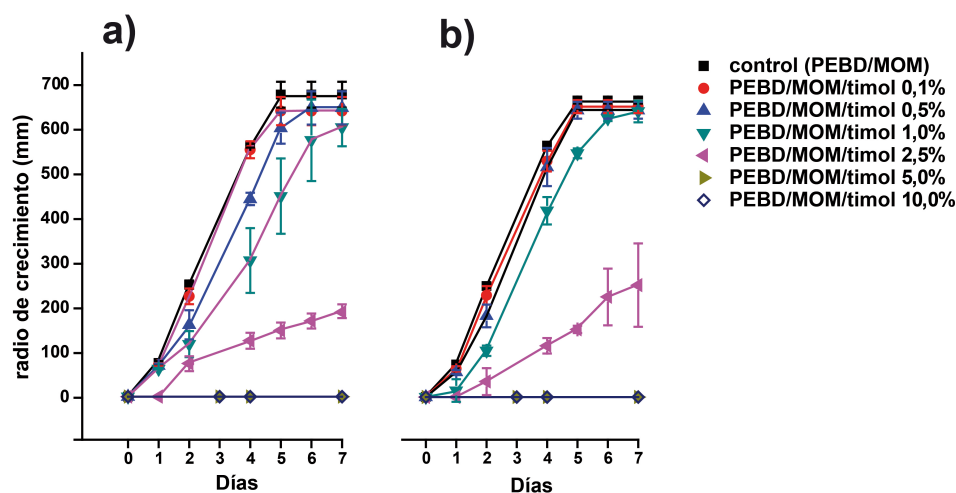 a)
b)
radio de crecimiento (mm)
700
600
500
400
300
200
100
0
0 1 2 3 4 5 6 7
Días
0 1 2 3 4 5 6 7
Días
control (PEBD/MOM)
PEBD/MOM/timol 0,1%
PEBD/MOM/timol 0,5%
PEBD/MOM/timol 1,0%
PEBD/MOM/timol 2,5%
PEBD/MOM/timol 5,0%
PEBD/MOM/timol 10,0%